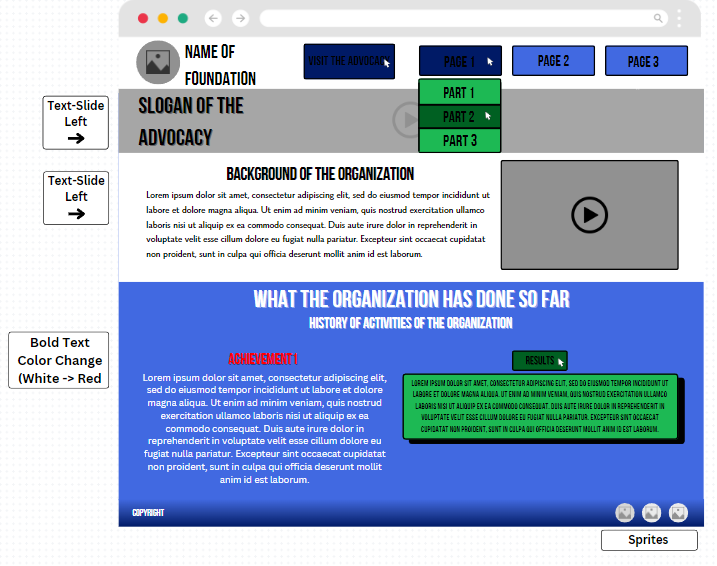 NAME OF
FOUNDATION
VISIT THE ADVOCAC
PAGE 1
PAGE 2
PAGE 3
PART 1
PART 2
PART 3
Text-Slide
Left
SLOGAN OF THE
ADVOCACY
Text-Slide
Left
BACKGROUND OF THE ORGANIZATION
Lorem ipsum dolor sit amet, consectetur adipiscing elit, sed do eiusmod tempor incididunt ut
labore et dolore magna aliqua. Ut enim ad minim veniam, quis nostrud exercitation ullamco
laboris nisi ut aliquip ex ea commodo consequat. Duis aute irure dolor in reprehenderit in
voluptate velit esse cillum dolore eu fugiat nulla pariatur. Excepteur sint occaecat cupidatat
non proident, sunt in culpa qui officia deserunt mollit anim id est laborum.
WHAT THE ORGANIZATION HAS DONE SO FAR
HISTORY OF ACTIVITIES OF THE ORGANIZATION
Bold Text
Color Change
(White -> Red
ACHIEVEMENT 1
Lorem ipsum dolor sit amet, consectetur adipiscing elit,
sed do eiusmod tempor incididunt ut labore et dolore
magna aliqua. Ut enim ad minim veniam, quis nostrud
exercitation ullamco laboris nisi ut aliquip ex ea
commodo consequat. Duis aute irure dolor in
reprehenderit in voluptate velit esse cillum dolore eu
fugiat nulla pariatur. Excepteur sint occaecat cupidatat
non proident, sunt in culpa qui officia deserunt mollit
anim id est laborum.
RESULTS
LOREM IPSUM DOLOR SIT AMET, CONSECTETUR ADIPISCING ELIT, SED DO EIUSMOD TEMPOR INCIDIDUNT UT
LABORE ET DOLORE MAGNA ALIQUA. UT ENIM AD MINIM VENIAM, QUIS NOSTRUD EXERCITATION ULLAMCO
LABORIS NISI UT ALIQUIP EX EA COMMODO CONSEQUAT. DUIS AUTE IRURE DOLOR IN REPREHENDERIT IN
VOLUPTATE VELIT ESSE CILLUM DOLORE EU FUGIAT NULLA PARIATUR. EXCEPTEUR SINT OCCAECAT
CUPIDATAT NON PROIDENT, SUNT IN CULPA QUI OFFICIA DESERUNT MOLLIT ANIM ID EST LABORUM.
COPYRIGHT
Sprites